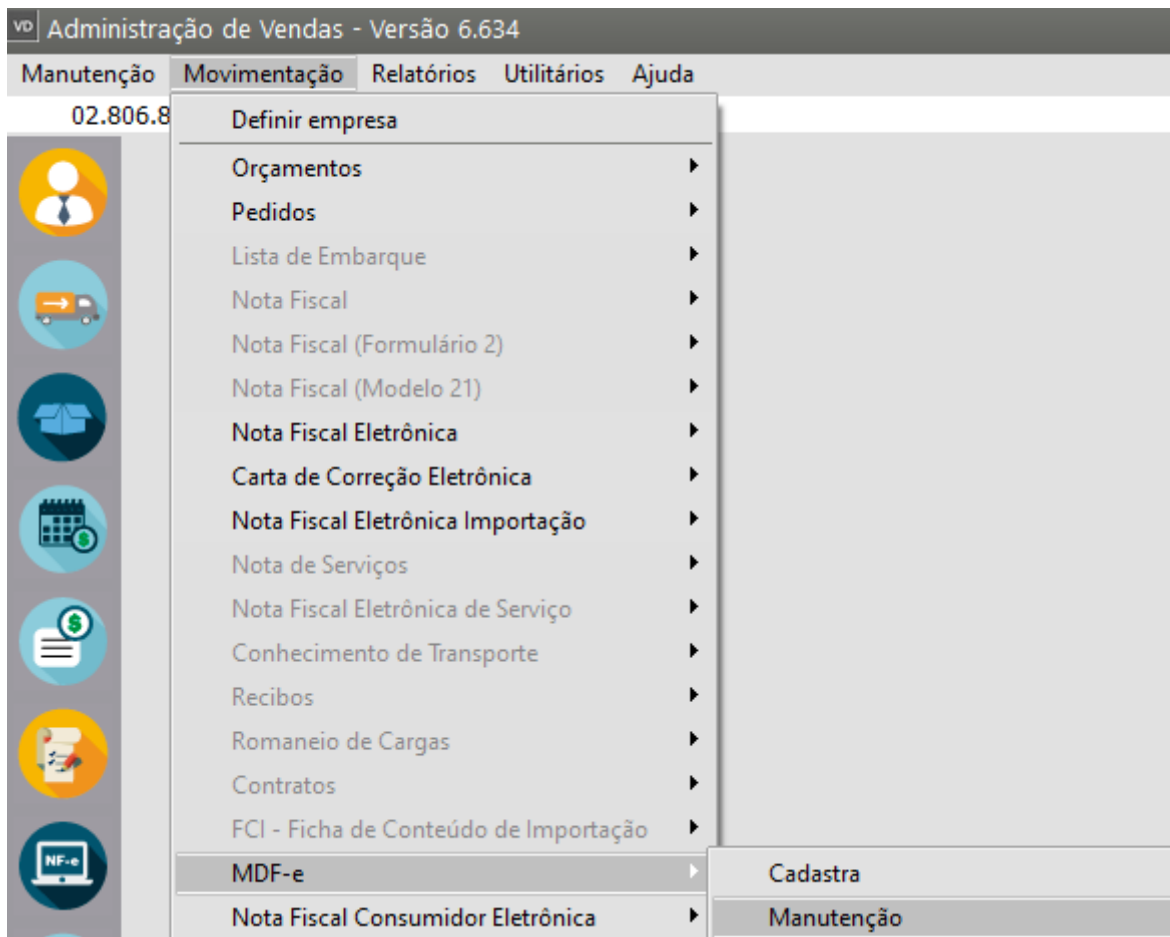 VD Administração de Vendas - Versão 6.634
Manutenção Movimentação Relatórios Utilitários Ajuda
02.806.8
Definir empresa
Orçamentos
Pedidos
Lista de Embarque
Nota Fiscal
Nota Fiscal (Formulário 2)
Nota Fiscal (Modelo 21)
Nota Fiscal Eletrônica
Carta de Correção Eletrônica
Nota Fiscal Eletrônica Importação
Nota de Serviços
Nota Fiscal Eletrônica de Serviço
Conhecimento de Transporte
Recibos
Romaneio de Cargas
Contratos
FCI - Ficha de Conteúdo de Importação
NF-e
MDF-e
Cadastra
Nota Fiscal Consumidor Eletrônica
Manutenção